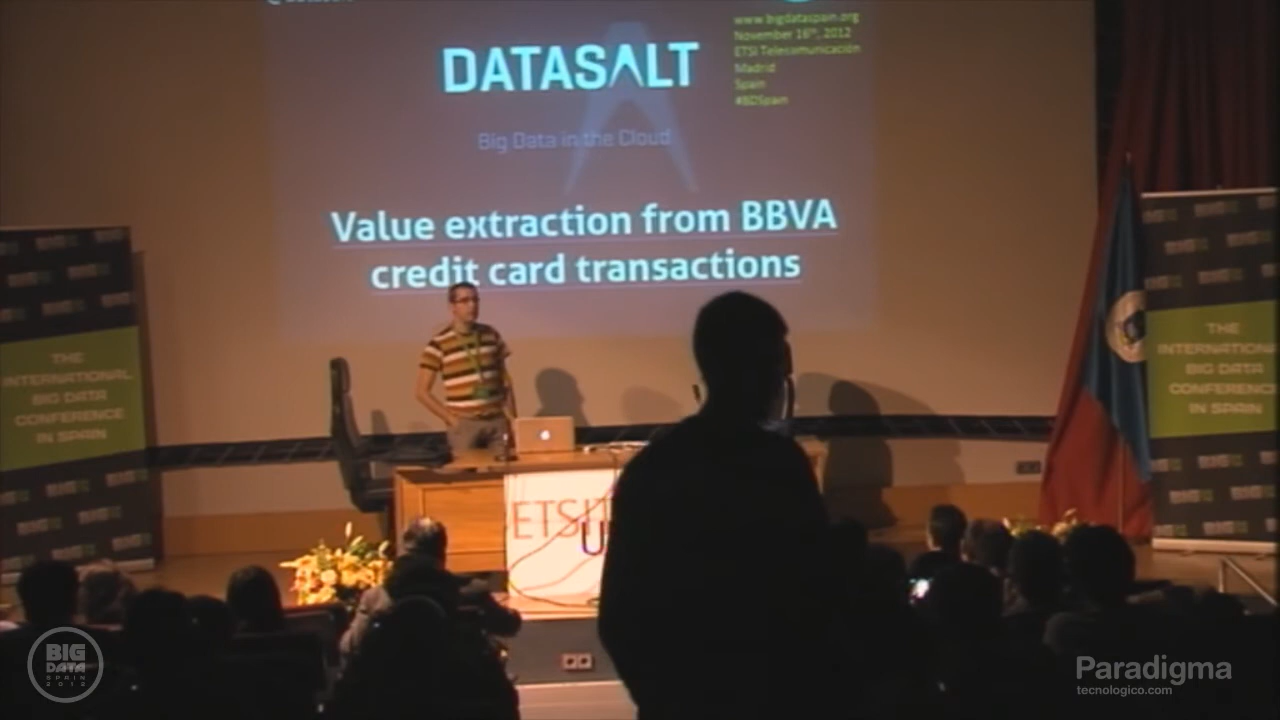 DATASALT
Big Data in the Cloud
Value extraction from BBVA
credit card transactions
www.bigdataspain.org
November 16th, 2012
ETSI Telecomunicación
Madrid
Spain
#BDSpain
THE
INTERNATIONAL
BIG DATA
CONFERENCE
IN SPAIN
THE
INTERNATIONA
BIG DATA
CONFERENCE
IN SPAIN
ETSIT
U
BIG
DATA
SPAIN
2012
Paradigma
tecnologico.com